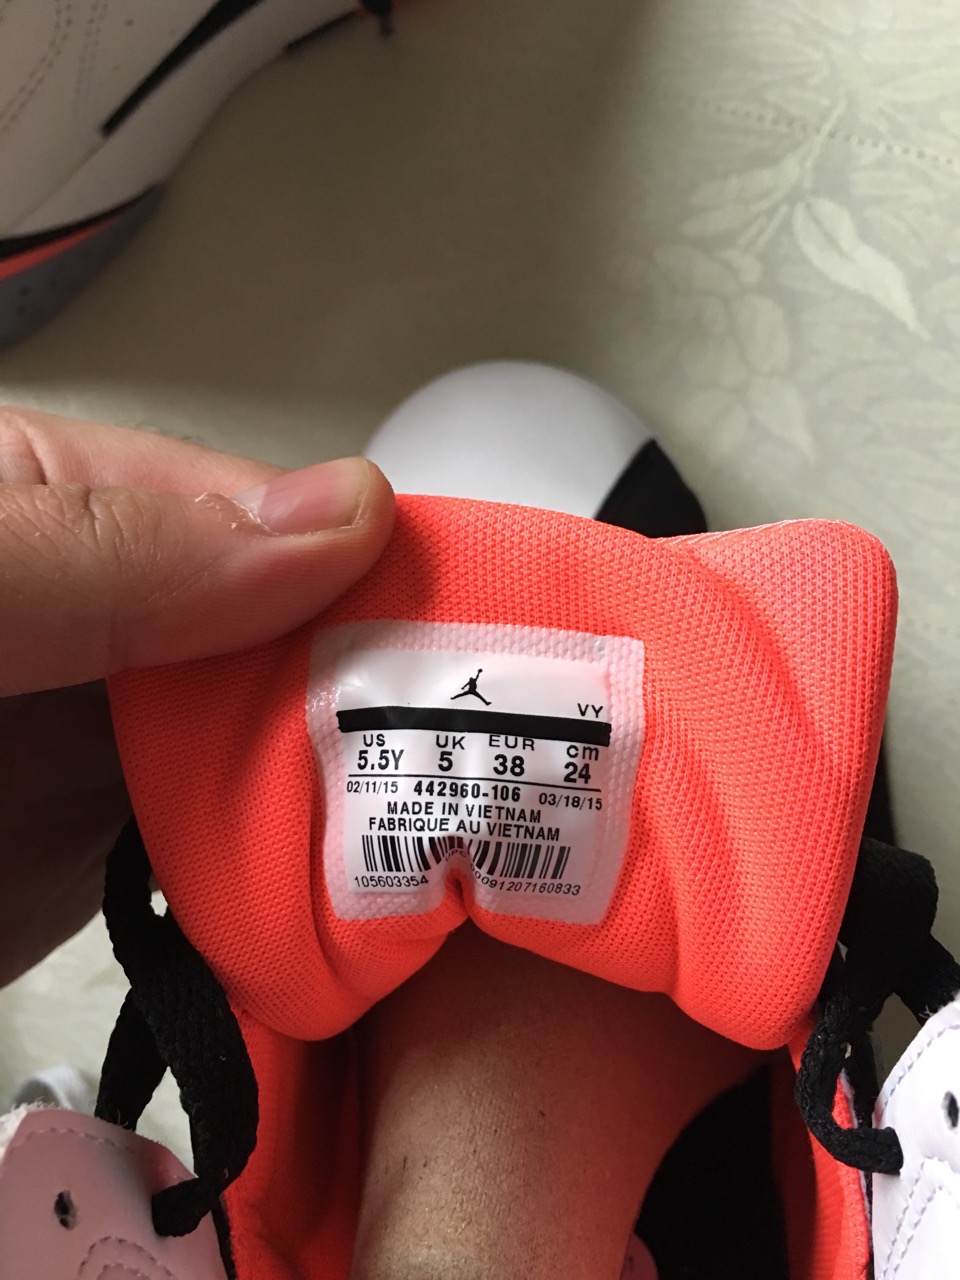 VY
US UK EUR cm
5.5Y 5 38 24
02/11/15 442960-106 03/18/15
MADE IN VIETNAM
FABRIQUE AU VIETNAM
105603354 00091207160833